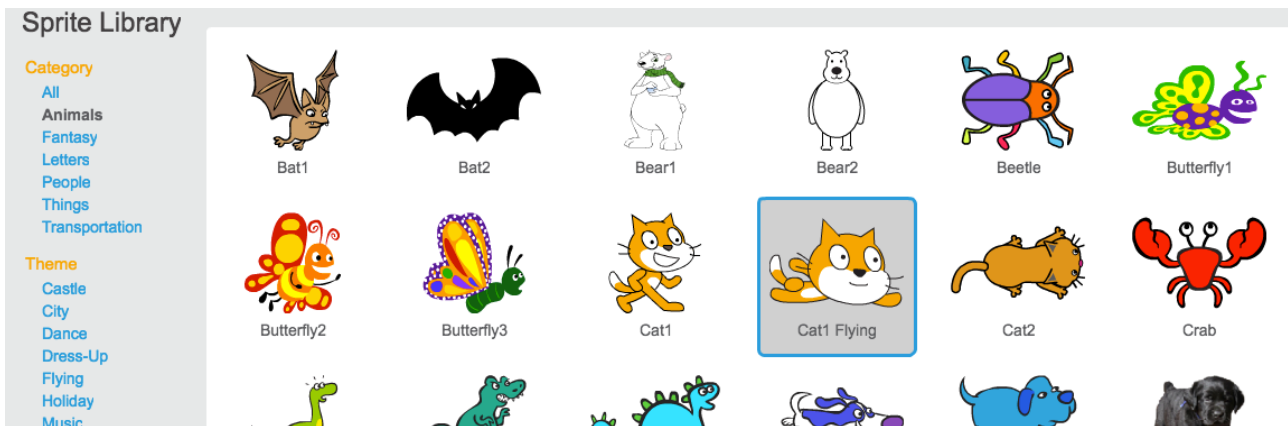 Sprite Library
Category
All
Animals
Fantasy
Letters
People
Things
Transportation
Theme
Castle
City
Dance
Dress-Up
Flying
Holiday
Music
Bat1
Bat2
Bear1
Bear2
Beetle
Butterfly1
Butterfly2
Butterfly3
Cat1
Cat1 Flying
Cat2
Crab